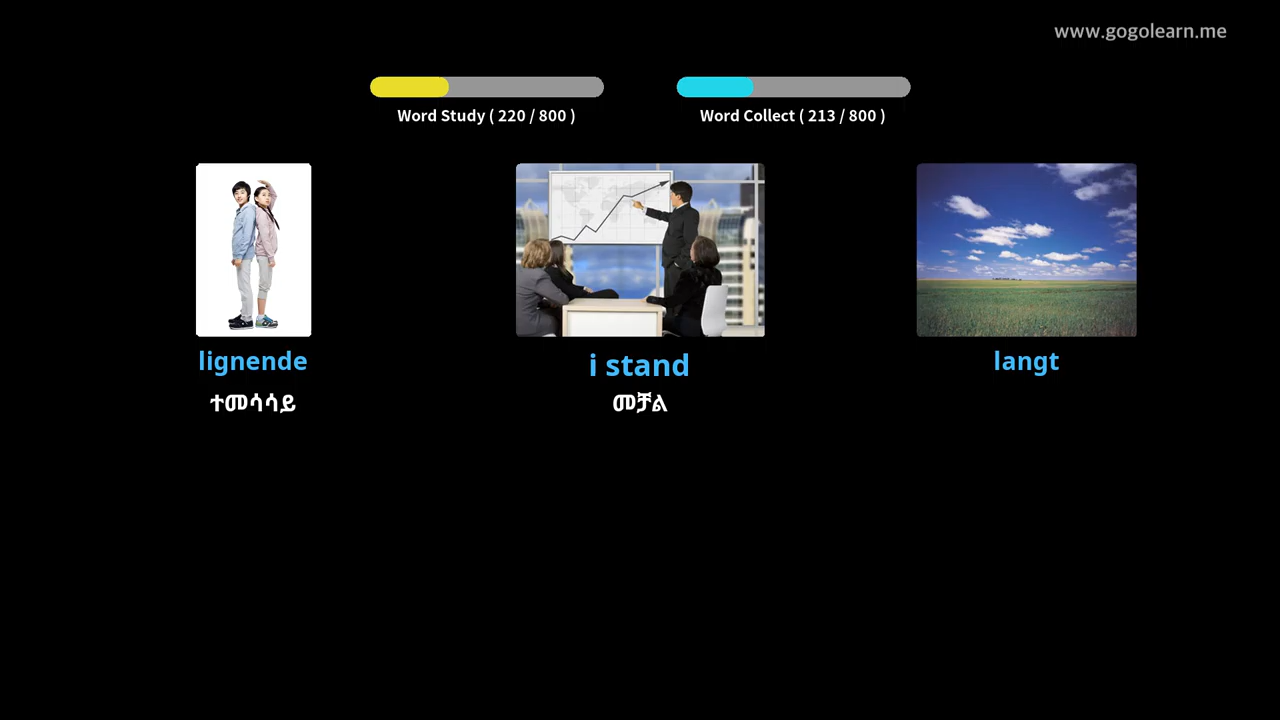 www.gogolearn.me
Word Study ( 220 / 800 )
Word Collect ( 213 / 800 )
lignende
i stand
langt
ተመሳሳይ
መቻል